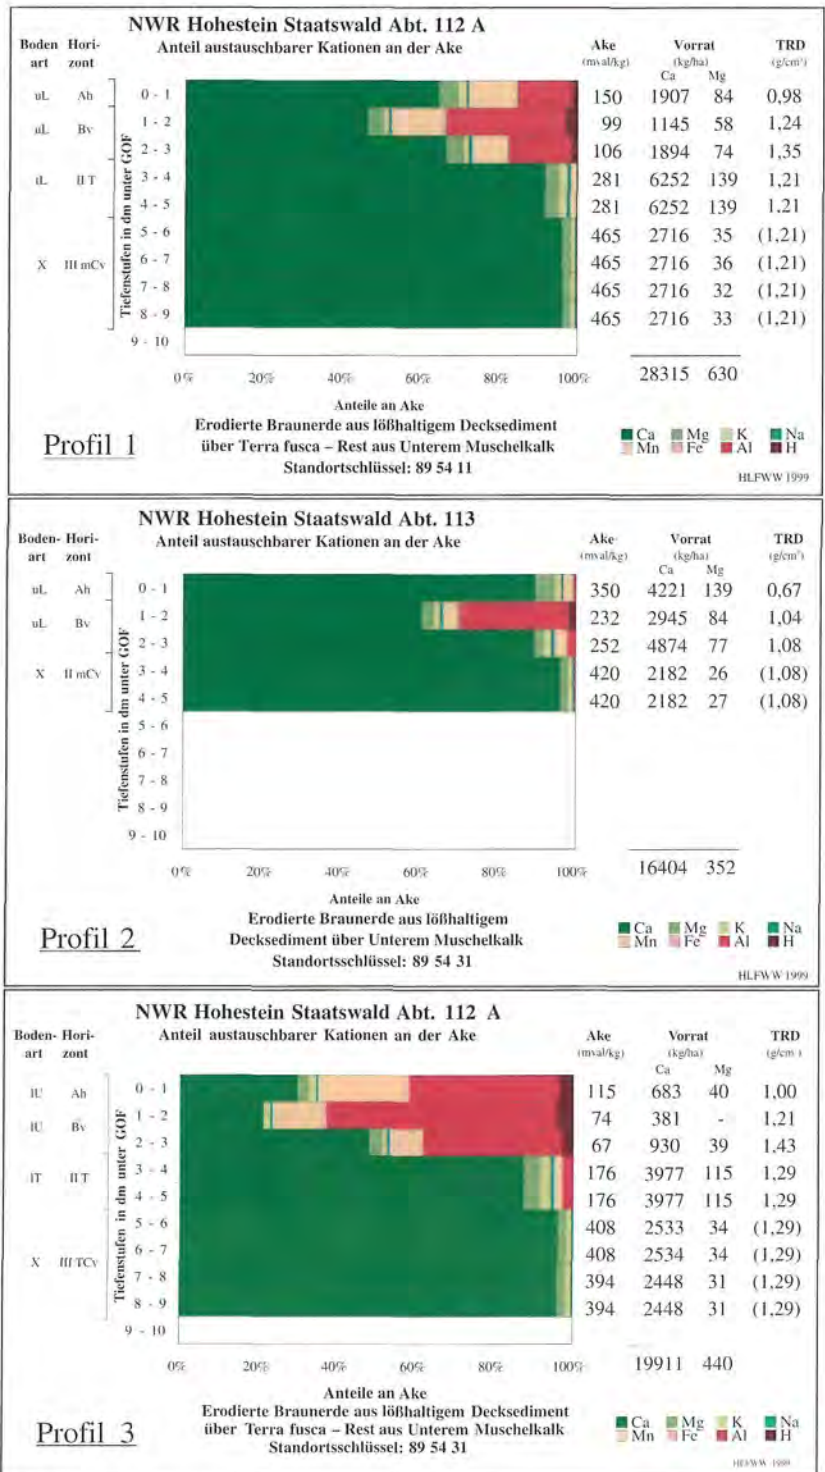 NWR Hohestein Staatswald Abt. 112 A
Anteil austauschbarer Kationen an der Ake
Boden Hori- Ake Vorrat TRD
art zont (mval/kg) (kg/ha) (g/cm³)
Ca Mg
uL Ah 0 - 1 150 1907 84 0,98
uL Bv 1 - 2 99 1145 58 1,24
2 - 3 106 1894 74 1,35
II T 3 - 4 281 6252 139 1,21
4 - 5 281 6252 139 1.21
5 - 6 465 2716 35 (1,21)
X III mCv 6 - 7 465 2716 36 (1,21)
7 - 8 465 2716 32 (1,21)
8 - 9 465 2716 33 (1,21)
9 - 10
Tiefenstufen in dm unter GOF
28315 630
0% 20% 40% 60% 80% 100%
Anteile an Ake
Erodierte Braunerde aus lößhaltigem Decksediment
Profil 1 über Terra fusca – Rest aus Unterem Muschelkalk
Standortschlüssel: 89 54 11
Ca Mg K Na
Mn Fe Al H
HLFWW 1999
NWR Hohestein Staatswald Abt. 113
Anteil austauschbarer Kationen an der Ake
Boden- Hori- Ake Vorrat TRD
art zont (mval/kg) (kg/ha) (g/cm³)
Ca Mg
uL Ah 0 - 1 350 4221 139 0,67
uL Bv 1 - 2 232 2945 84 1,04
2 - 3 252 4874 77 1,08
X II mCv 3 - 4 420 2182 26 (1,08)
4 - 5 420 2182 27 (1,08)
5 - 6
6 - 7
7 - 8
8 - 9
9 - 10
Tiefenstufen in dm unter GOF
16404 352
0% 20% 40% 60% 80% 100%
Anteile an Ake
Erodierte Braunerde aus lößhaltigem
Profil 2 Decksediment über Unterem Muschelkalk
Standortsschlüssel: 89 54 31
Ca Mg K Na
Mn Fe Al H
HLFWW 1999
NWR Hohestein Staatswald Abt. 112 A
Anteil austauschbarer Kationen an der Ake
Boden- Hori- Ake Vorrat TRD
art zont (mval/kg) (kg/ha) (g/cm³)
Ca Mg
lU Ah 0 - 1 115 683 40 1,00
lU Bv 1 - 2 74 381 - 1,21
2 - 3 67 930 39 1,43
lT II T 3 - 4 176 3977 115 1,29
4 - 5 176 3977 115 1,29
5 - 6 408 2533 34 (1,29)
X III TCv 6 - 7 408 2534 34 (1,29)
7 - 8 394 2448 31 (1,29)
8 - 9 394 2448 31 (1,29)
9 - 10
Tiefenstufen in dm unter GOF
19911 440
0% 20% 40% 60% 80% 100%
Anteile an Ake
Erodierte Braunerde aus lößhaltigem Decksediment
Profil 3 über Terra fusca – Rest aus Unterem Muschelkalk
Standortschlüssel: 89 54 31
Ca Mg K Na
Mn Fe Al H
HLFWW 1999